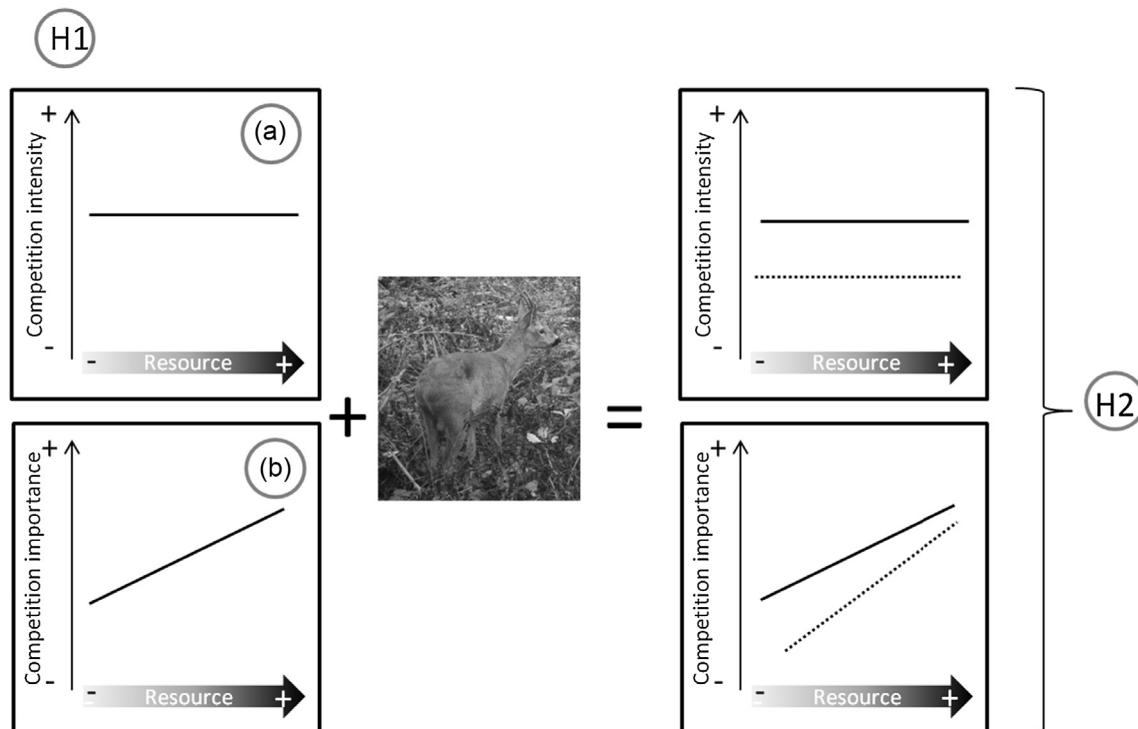 H1
(a)
+
Competition intensity
-
- Resource +
(b)
+
Competition importance
-
- Resource +
+
=
+
Competition intensity
-
- Resource +
+
Competition importance
-
- Resource +
H2